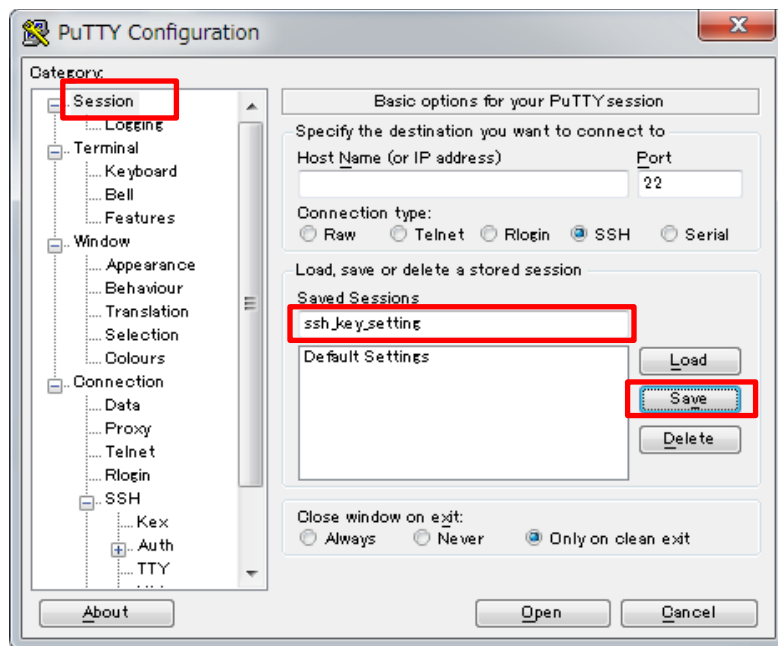 PuTTY Configuration
Category:
Session
Logging
Terminal
Keyboard
Bell
Features
Window
Appearance
Behaviour
Translation
Selection
Colours
Connection
Data
Proxy
Telnet
Rlogin
SSH
Kex
Auth
TTY
Basic options for your PuTTY session
Specify the destination you want to connect to
Host Name (or IP address) Port
22
Connection type:
Raw Telnet Rlogin SSH Serial
Load, save or delete a stored session
Saved Sessions
ssh_key_setting
Default Settings
Load
Save
Delete
Close window on exit:
Always Never Only on clean exit
About Open Cancel